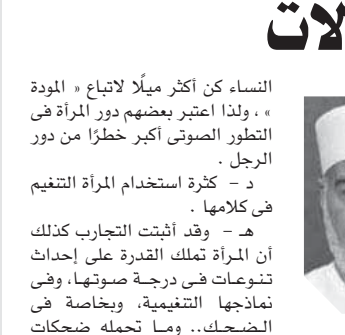 لات
النساء كن أكثر ميلًا لاتباع « المودة
» ، ولذا اعتبر بعضهم دور المرأة فى
التطور الصوتى أكبر خطرًا من دور
الرجل .
د – كثرة استخدام المرأة التنغيم
فى كلامها .
هـ – وقد أثبتت التجارب كذلك
أن المرأة تملك القدرة على إحداث
تنوعات فى درجة صوتها، وفى
نماذجها التنغيمية، وبخاصة فى
الضحك.. وما تحمله ضحكات